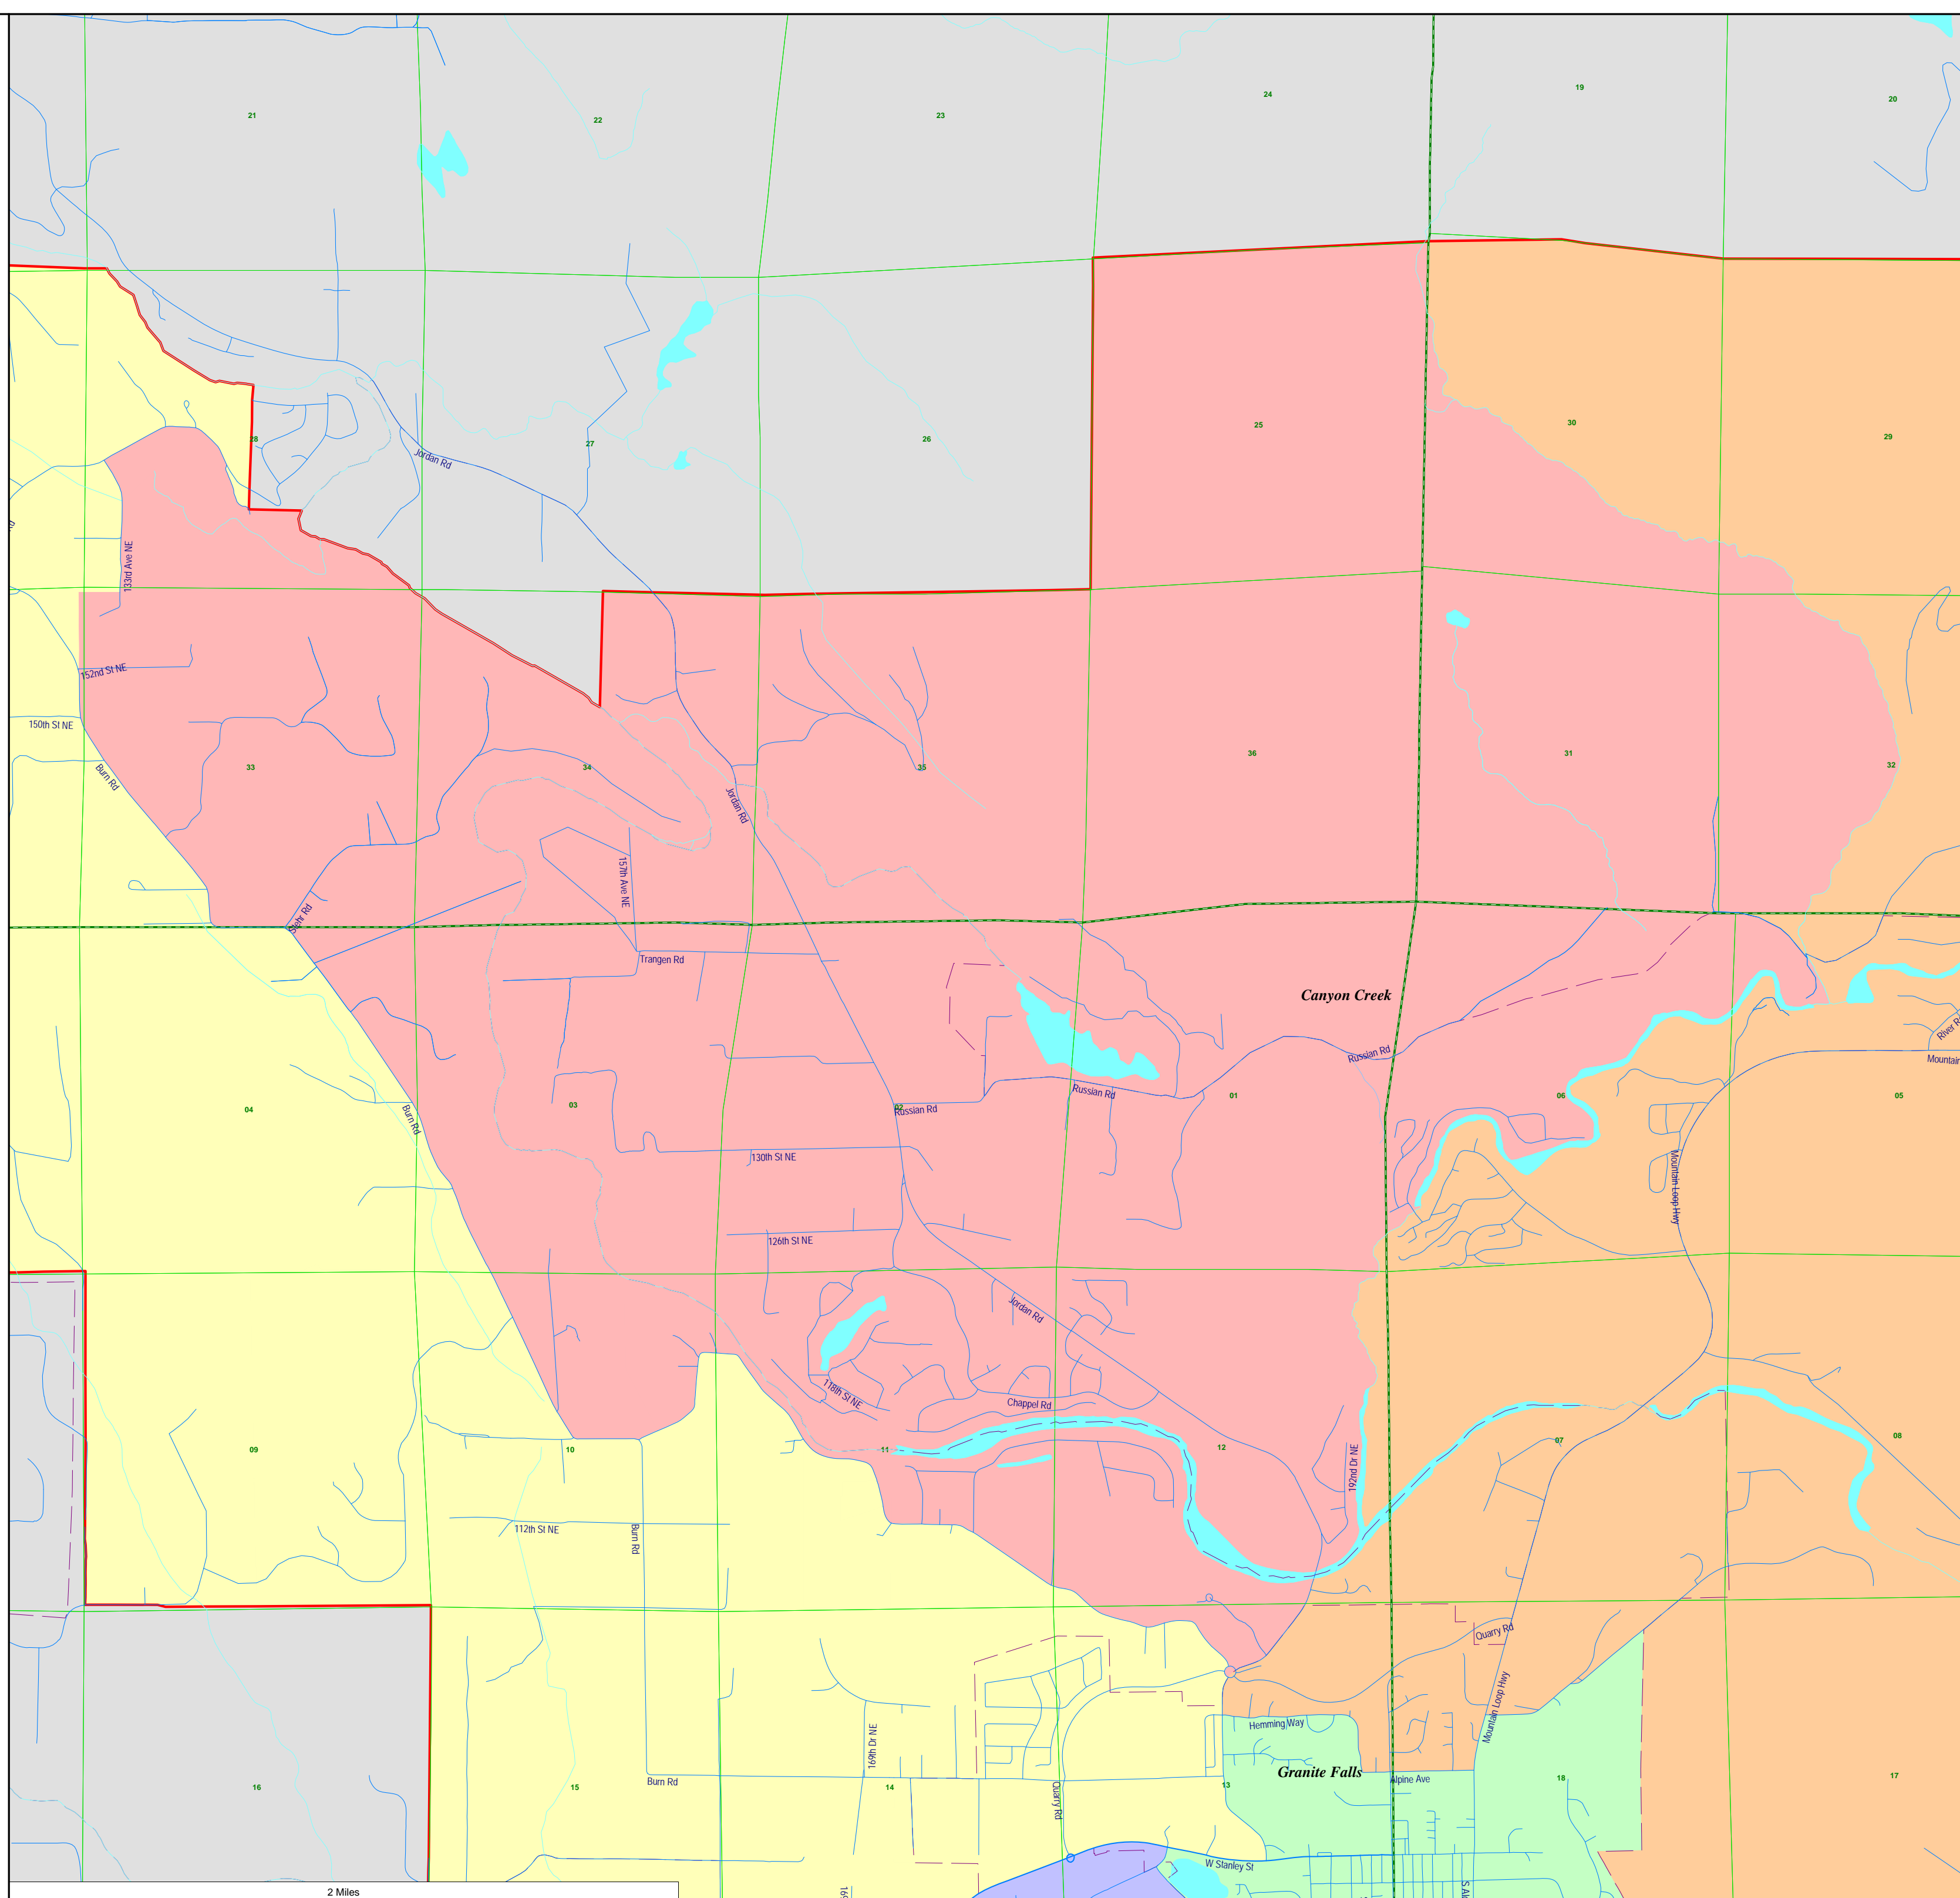 21
22
23
24
19
20
28
Jordan Rd
27
26
25
30
29
133rd Ave NE
152nd St NE
150th St NE
Burn Rd
33
34
Jordan Rd
35
36
31
32
157th Ave NE
Trangen Rd
Canyon Creek
Russian Rd
Russian Rd
Russian Rd
Mountain
04
Burn Rd
03
02
01
06
05
130th St NE
Mountain Loop Hwy
126th St NE
Jordan Rd
118th St NE
Chappel Rd
09
10
11
12
192nd Dr NE
07
08
112th St NE
Burn Rd
Quarry Rd
Mountain Loop Hwy
Hemming Way
169th Dr NE
Granite Falls
16
15
Burn Rd
14
Quarry Rd
13
Alpine Ave
18
17
W Stanley St
2 Miles